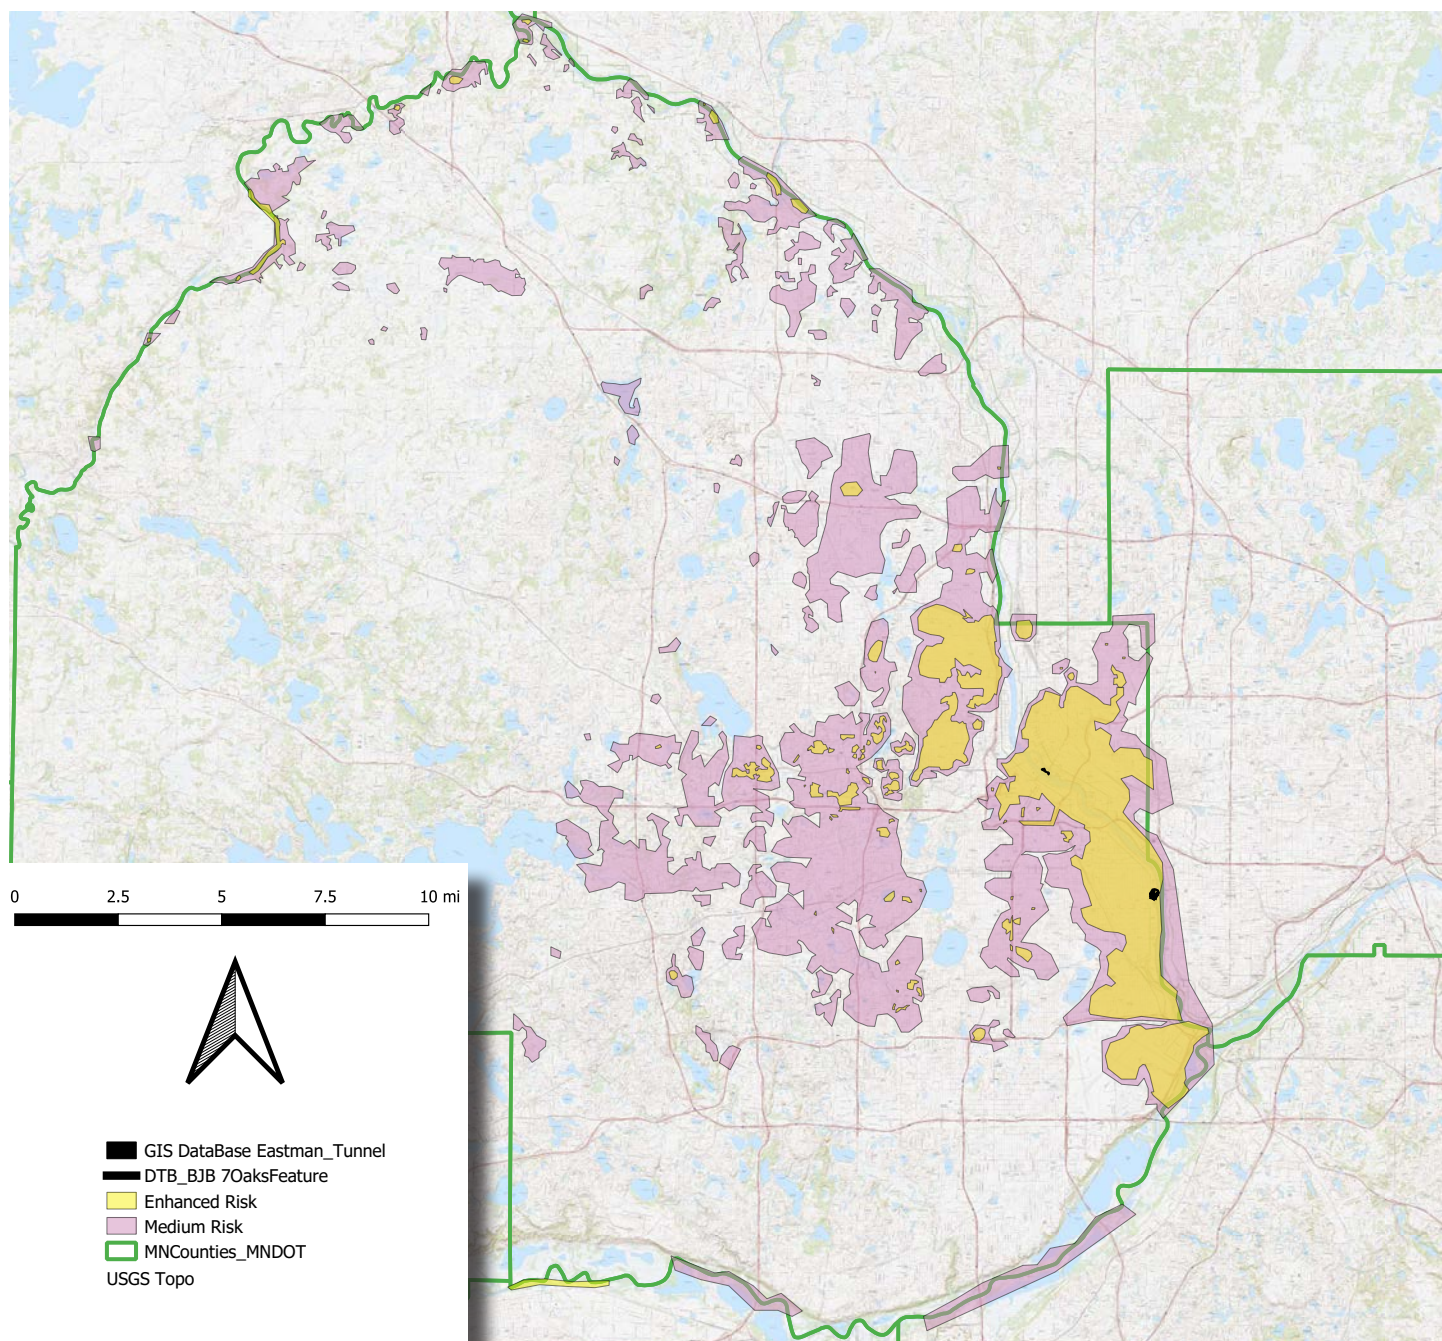 0 2.5 5 7.5 10 mi
GIS DataBase Eastman_Tunnel
DTB_BJB 7OaksFeature
Enhanced Risk
Medium Risk
MNCounties_MNDOT
USGS Topo